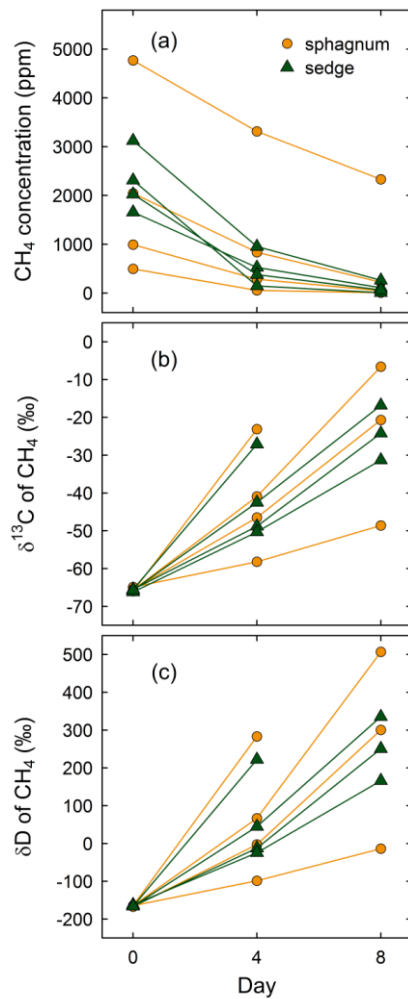 (a)
sphagnum
sedge
CH₄ concentration (ppm)
5000
4000
3000
2000
1000
0
(b)
δ¹³C of CH₄ (‰)
0
-10
-20
-30
-40
-50
-60
-70
(c)
δD of CH₄ (‰)
500
400
300
200
100
0
-100
-200
0 4 8
Day